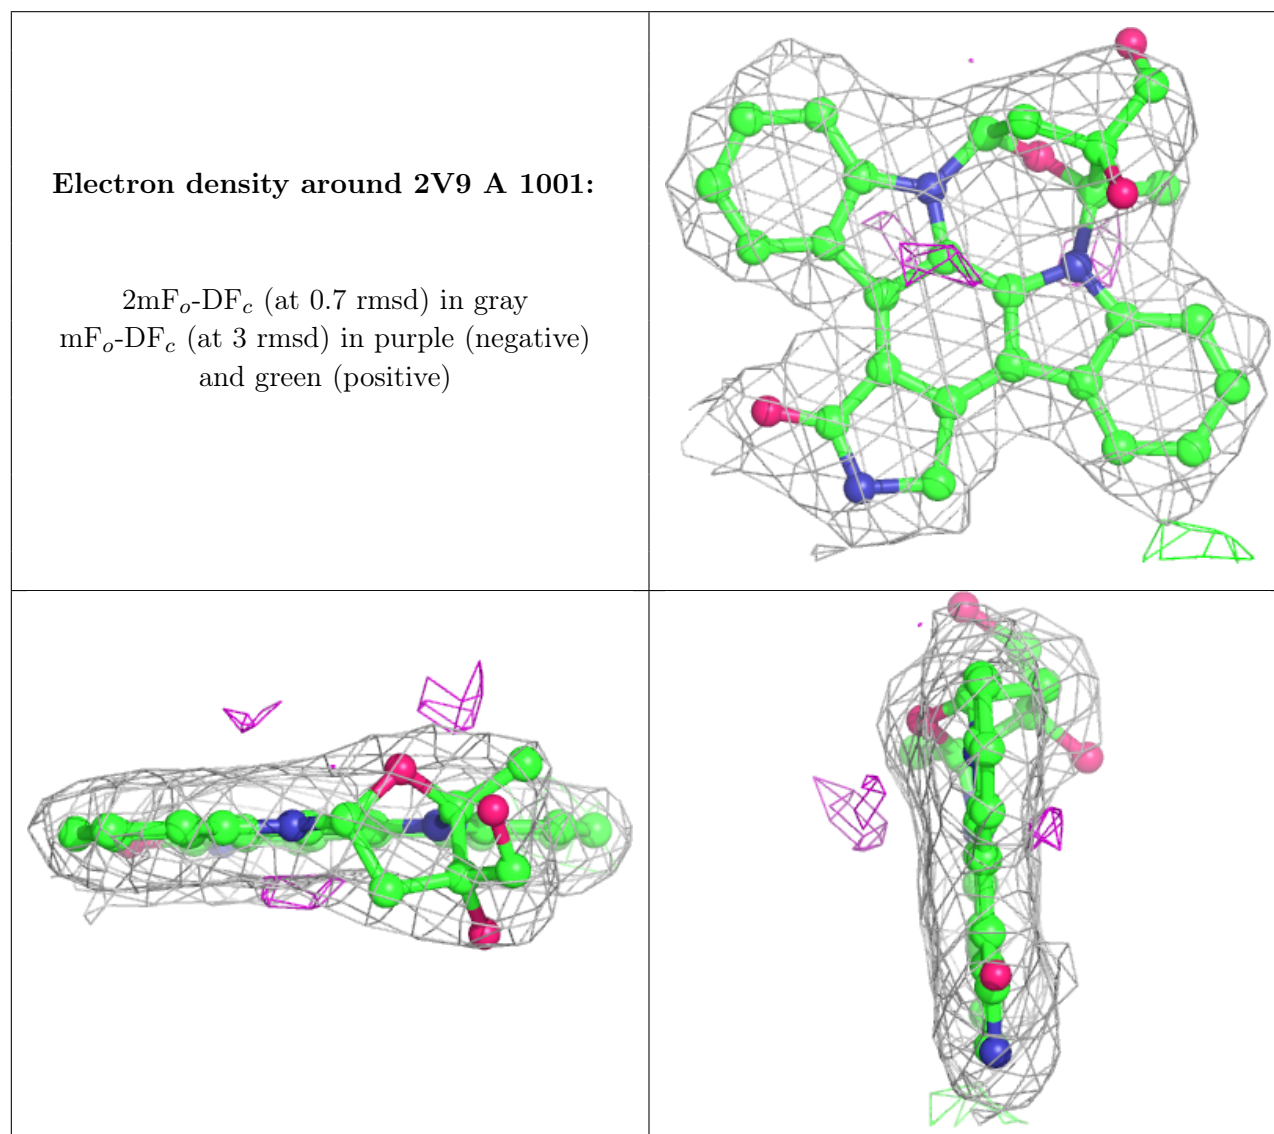 Electron density around 2V9 A 1001:
2mFo-DFc (at 0.7 rmsd) in gray
mFo-DFc (at 3 rmsd) in purple (negative)
and green (positive)